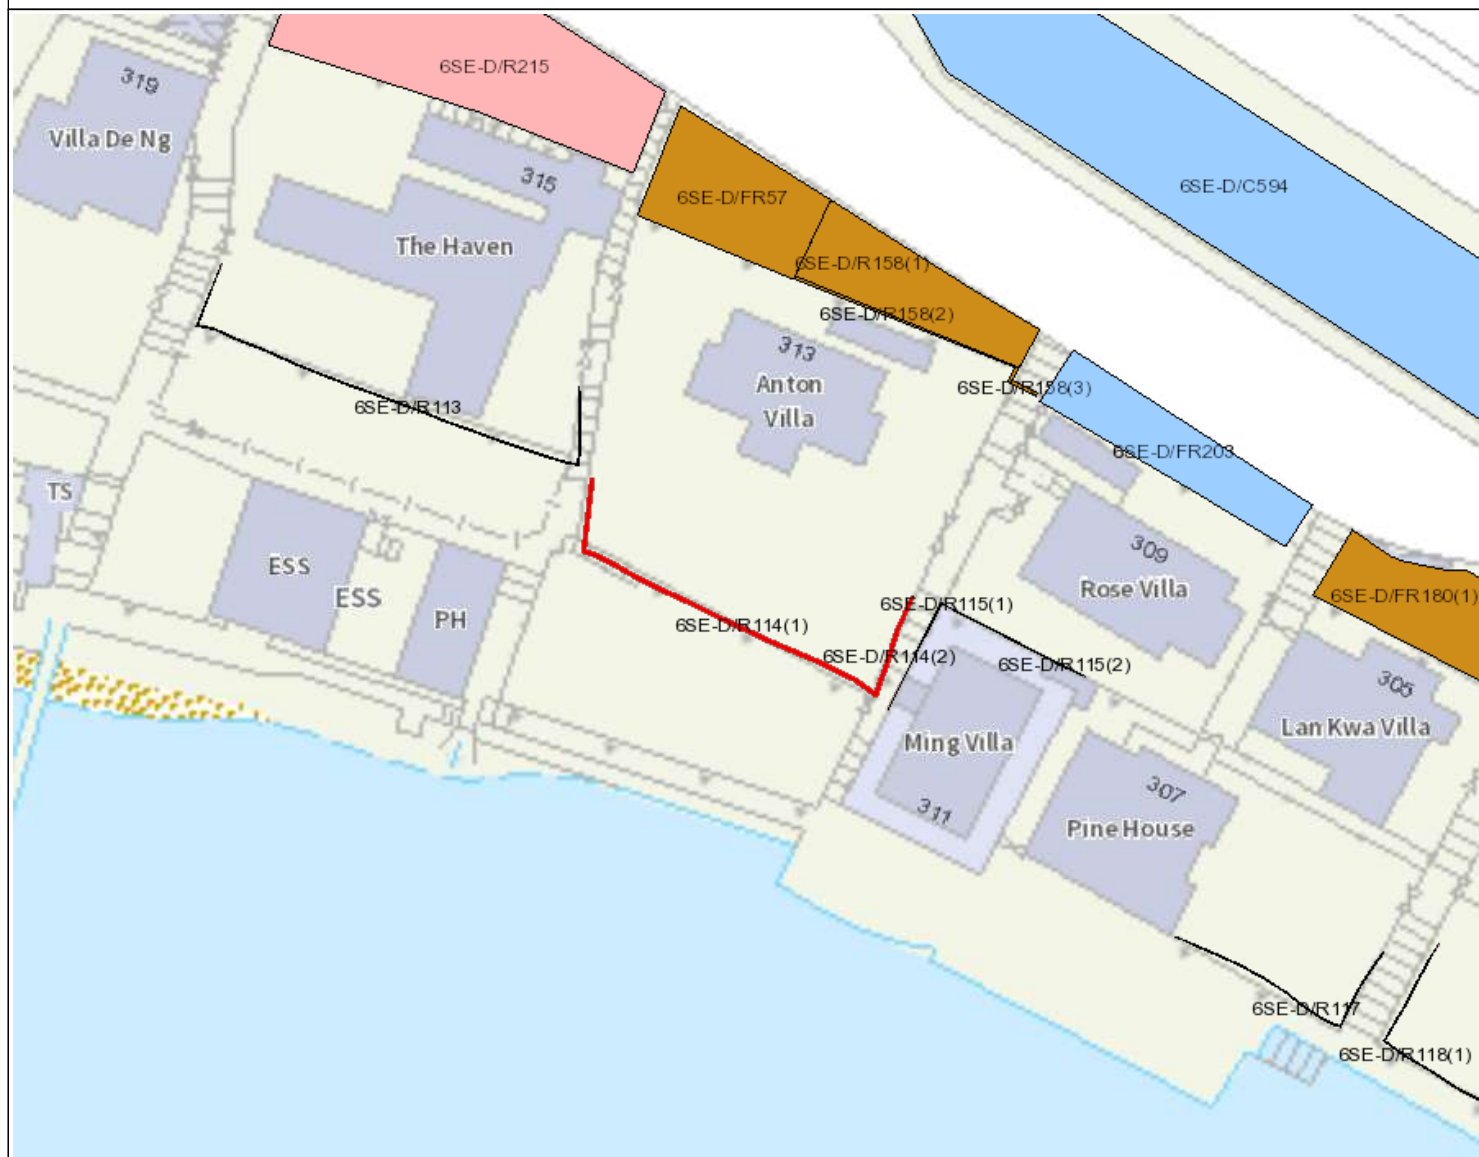 6SE-D/R215
319
Villa De Ng
315
6SE-D/C594
6SE-D/FR57
The Haven
6SE-D/R158(1)
6SE-D/R158(2)
313
Anton
Villa
6SE-D/R158(3)
6SE-D/R113
6SE-D/FR203
TS
309
ESS
Rose Villa
ESS
6SE-D/FR180(1)
6SE-D/R115(1)
PH
6SE-D/R114(1)
6SE-D/R114(2)
6SE-D/R115(2)
305
Lan Kwa Villa
Ming Villa
307
311
Pine House
6SE-D/R117
6SE-D/R118(1)